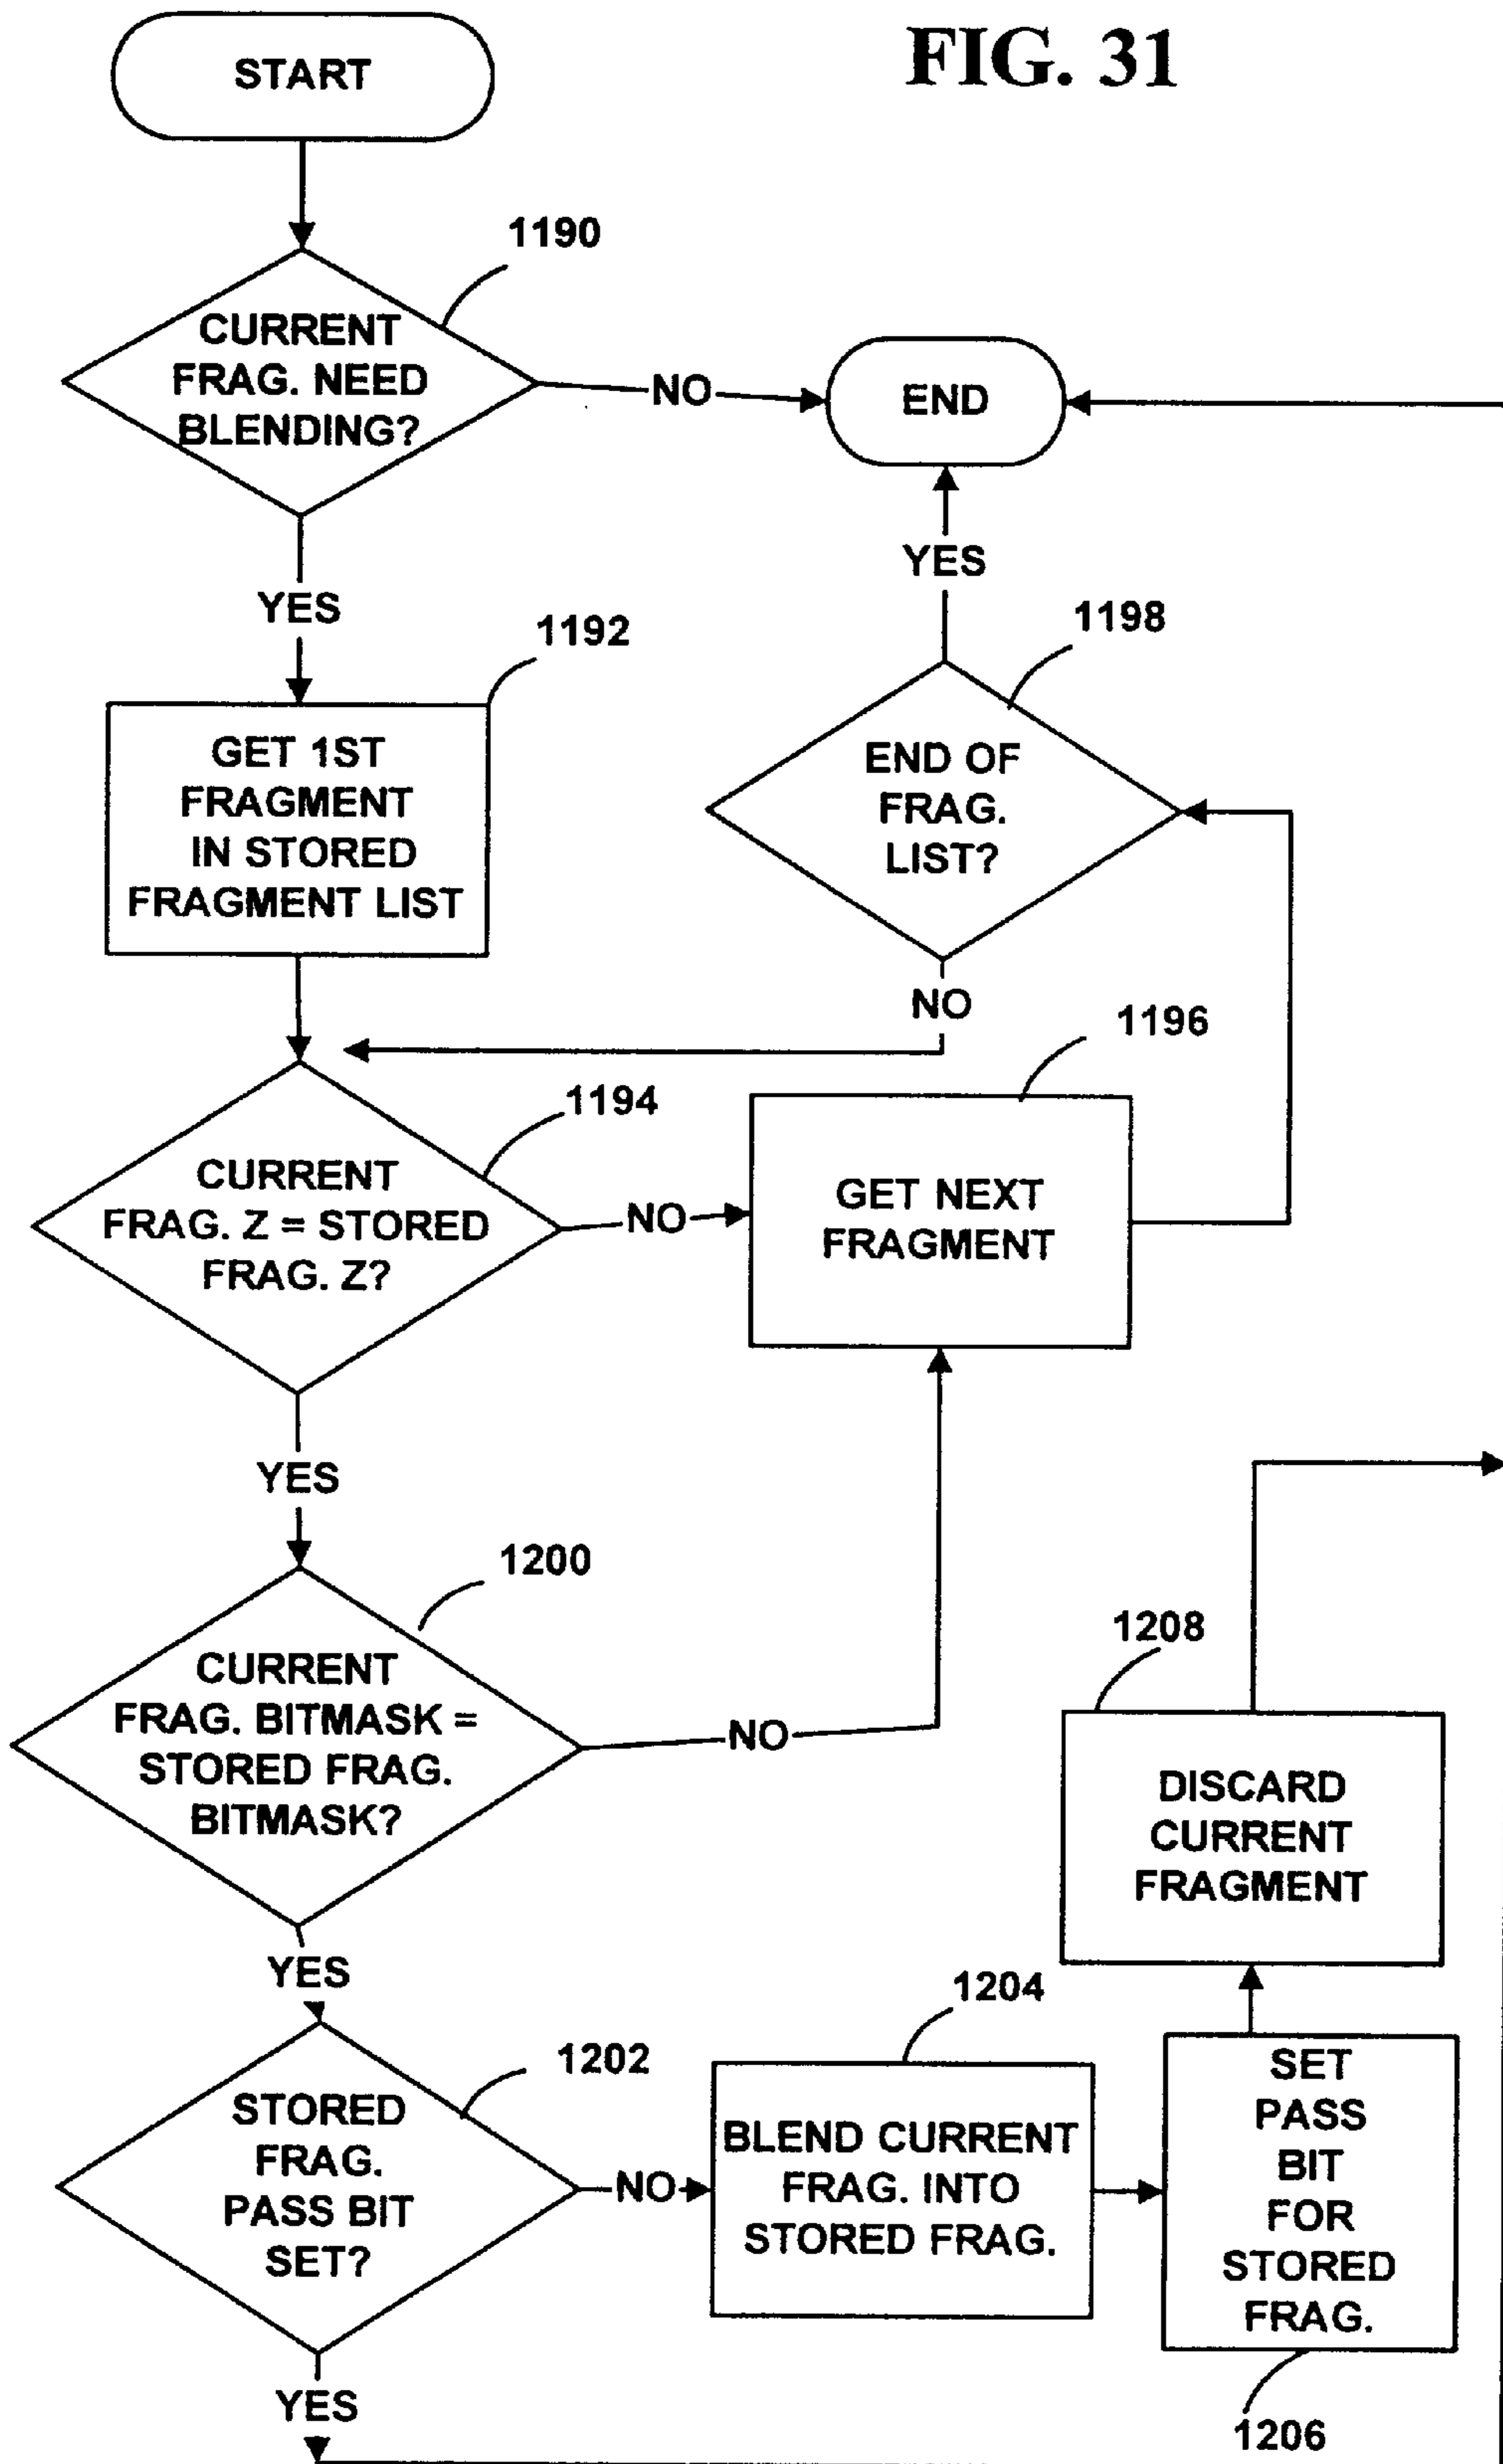 FIG. 31
START
1190
CURRENT
FRAG. NEED
BLENDING?
NO
END
YES
YES
1192
1198
GET 1ST
FRAGMENT
IN STORED
FRAGMENT LIST
END OF
FRAG.
LIST?
NO
1196
1194
CURRENT
FRAG. Z = STORED
FRAG. Z?
NO
GET NEXT
FRAGMENT
YES
1200
CURRENT
FRAG. BITMASK =
STORED FRAG.
BITMASK?
NO
1208
DISCARD
CURRENT
FRAGMENT
YES
1202
1204
STORED
FRAG.
PASS BIT
SET?
NO
BLEND CURRENT
FRAG. INTO
STORED FRAG.
SET
PASS
BIT
FOR
STORED
FRAG.
YES
1206